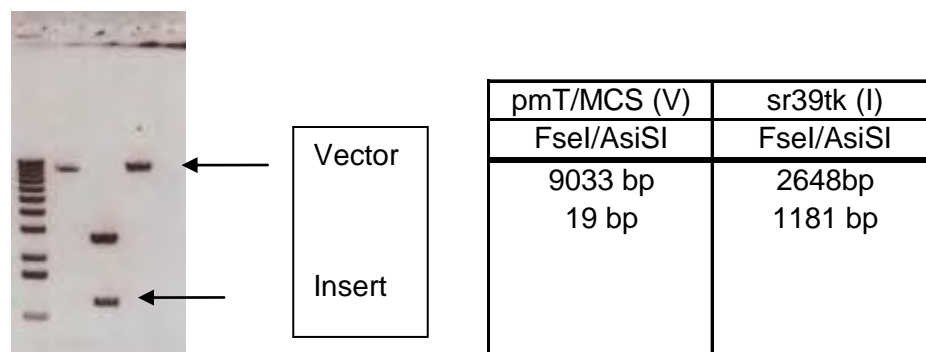 Vector
Insert
pmT/MCS (V) sr39tk (I)
FseI/AsiSI FseI/AsiSI
9033 bp 2648bp
19 bp 1181 bp